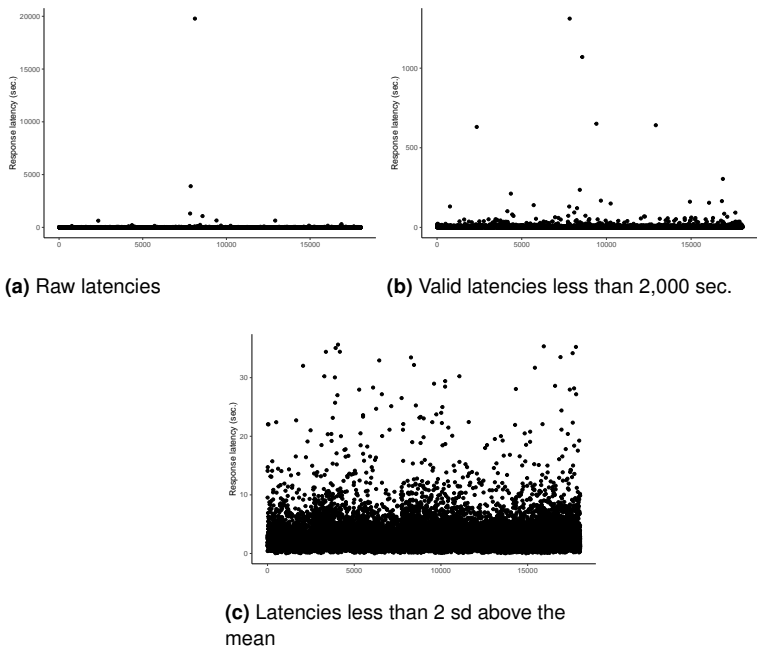 20000
15000
10000
5000
0
Response latency (sec.)
0 5000 10000 15000
(a) Raw latencies
1000
500
0
Response latency (sec.)
0 5000 10000 15000
(b) Valid latencies less than 2,000 sec.
30
20
10
0
Response latency (sec.)
0 5000 10000 15000
(c) Latencies less than 2 sd above the
mean